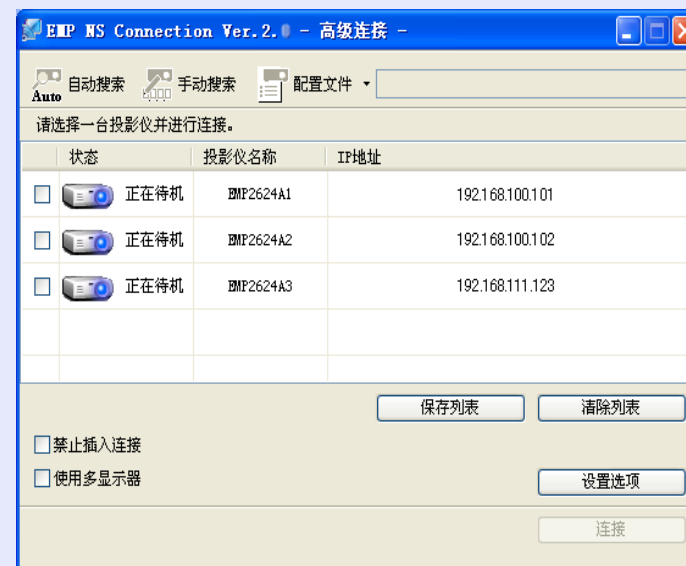 EMP NS Connection Ver.2.0 - 高级连接 -
Auto 自动搜索 手动搜索 配置文件
请选择一台投影仪并进行连接。
状态 投影仪名称 IP地址
正在待机 EMP2624A1 192.168.100.101
正在待机 EMP2624A2 192.168.100.102
正在待机 EMP2624A3 192.168.111.123
保存列表 清除列表
禁止插入连接
使用多显示器 设置选项
连接